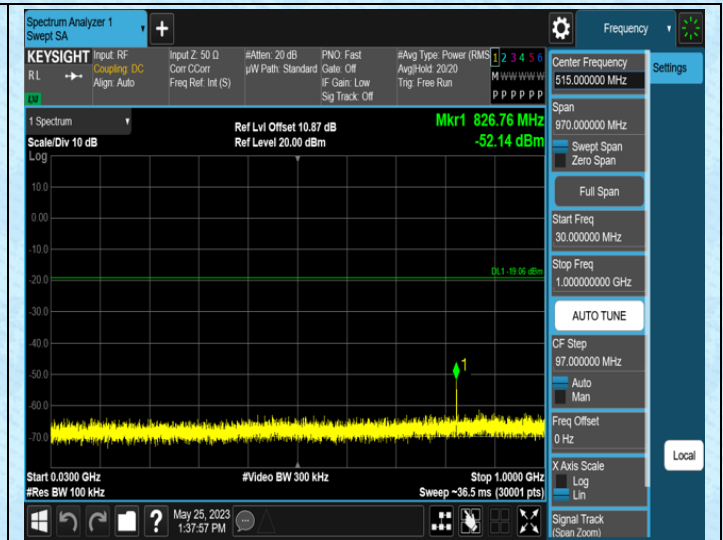 Spectrum Analyzer 1
Swept SA
Frequency
KEYSIGHT
RL
LXI
Input: RF
Coupling: DC
Align: Auto
Input Z: 50 Ω
Corr CCorr
Freq Ref: Int (S)
#Atten: 20 dB
µW Path: Standard
PNO: Fast
Gate: Off
IF Gain: Low
Sig Track: Off
#Avg Type: Power (RMS
Avg|Hold: 20/20
Trig: Free Run
1 2 3 4 5 6
M W W W W W
P P P P P P
1 Spectrum
Scale/Div 10 dB
Log
Ref Lvl Offset 10.87 dB
Ref Level 20.00 dBm
Mkr1 826.76 MHz
-52.14 dBm
10.0
0.00
-10.0
-20.0
-30.0
-40.0
-50.0
-60.0
-70.0
DL1 -19.06 dBm
1
Start 0.0300 GHz
#Res BW 100 kHz
#Video BW 300 kHz
Stop 1.0000 GHz
Sweep ~36.5 ms (30001 pts)
?
May 25, 2023
1:37:57 PM
Center Frequency
515.000000 MHz
Settings
Span
970.000000 MHz
Swept Span
Zero Span
Full Span
Start Freq
30.000000 MHz
Stop Freq
1.000000000 GHz
AUTO TUNE
CF Step
97.000000 MHz
Auto
Man
Freq Offset
0 Hz
Local
X Axis Scale
Log
Lin
Signal Track
(Span Zoom)